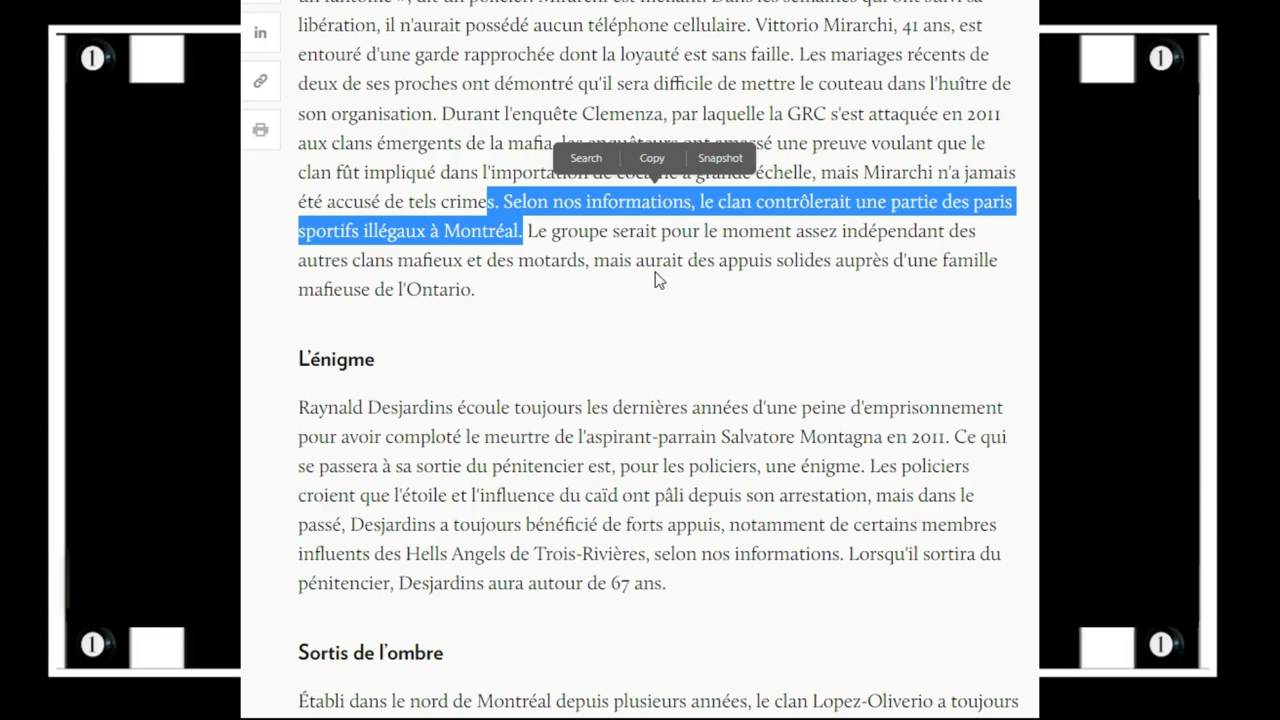 un fantôme », dit un policier. Mirarchi est méfiant. Dans les semaines qui ont suivi sa
libération, il n'aurait possédé aucun téléphone cellulaire. Vittorio Mirarchi, 41 ans, est
entouré d'une garde rapprochée dont la loyauté est sans faille. Les mariages récents de
deux de ses proches ont démontré qu'il sera difficile de mettre le couteau dans l'huître de
son organisation. Durant l'enquête Clemenza, par laquelle la GRC s'est attaquée en 2011
aux clans émergents de la mafia, les enquêteurs ont amassé une preuve voulant que le
Search Copy Snapshot
clan fût impliqué dans l'importation de cocaïne à grande échelle, mais Mirarchi n'a jamais
été accusé de tels crimes. Selon nos informations, le clan contrôlerait une partie des paris
sportifs illégaux à Montréal. Le groupe serait pour le moment assez indépendant des
autres clans mafieux et des motards, mais aurait des appuis solides auprès d'une famille
mafieuse de l'Ontario.
L'énigme
Raynald Desjardins écoule toujours les dernières années d'une peine d'emprisonnement
pour avoir comploté le meurtre de l'aspirant-parrain Salvatore Montagna en 2011. Ce qui
se passera à sa sortie du pénitencier est, pour les policiers, une énigme. Les policiers
croient que l'étoile et l'influence du caïd ont pâli depuis son arrestation, mais dans le
passé, Desjardins a toujours bénéficié de forts appuis, notamment de certains membres
influents des Hells Angels de Trois-Rivières, selon nos informations. Lorsqu'il sortira du
pénitencier, Desjardins aura autour de 67 ans.
Sortis de l'ombre
Établi dans le nord de Montréal depuis plusieurs années, le clan Lopez-Oliverio a toujours
in
1
1
1
1